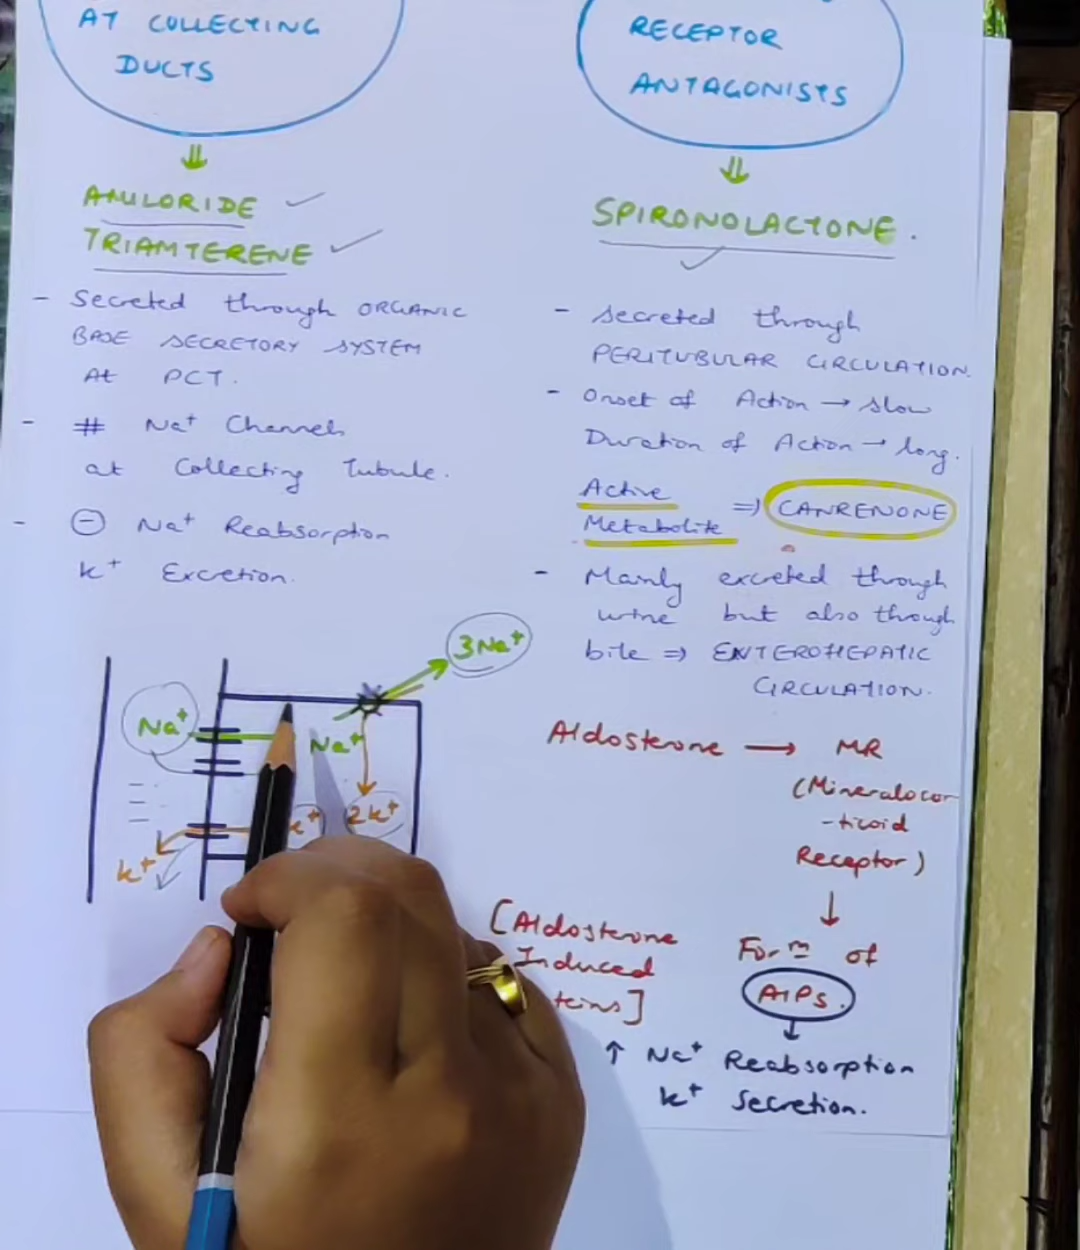 AT COLLECTING
DUCTS
AMILORIDE
TRIAMTERENE
- Secreted through ORGANIC
BASE SECRETORY SYSTEM
At PCT.
- # Na+ Channels
at Collecting Tubule.
- ⊖ Na+ Reabsorption
K+ Excretion.
3Na+
Na+
Na+
K+
2K+
K+
RECEPTOR
ANTAGONISTS
SPIRONOLACTONE.
- Secreted through
PERITUBULAR CIRCULATION.
- Onset of Action → slow
Duration of Action → long.
Active
Metabolite ⇒ CANRENONE
- Mainly excreted through
urine but also though
bile ⇒ ENTEROHEPATIC
CIRCULATION.
Aldosterone → MR
(Mineralocor
-ticoid
Receptor)
↓
Form of
AIPs.
[Aldosterone
Induced
teins]
↓
↑ Na+ Reabsorption
K+ Secretion.